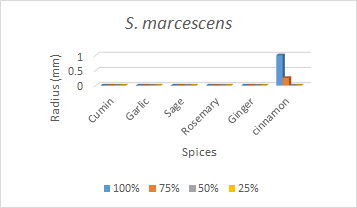 S. marcescens
Radius (mm)
1
0.5
0
Cumin
Garlic
Sage
Rosemary
Ginger
cinnamon
Spices
100% 75% 50% 25%